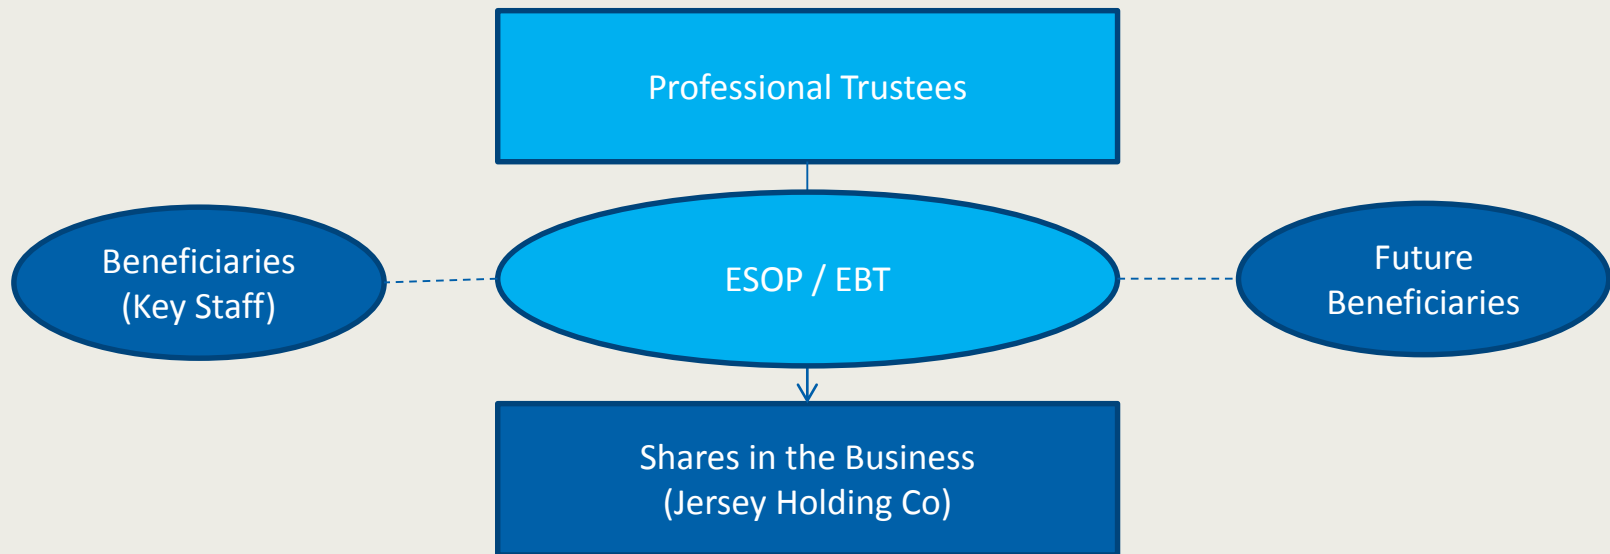 Professional Trustees
Beneficiaries
(Key Staff)
ESOP / EBT
Future
Beneficiaries
Shares in the Business
(Jersey Holding Co)